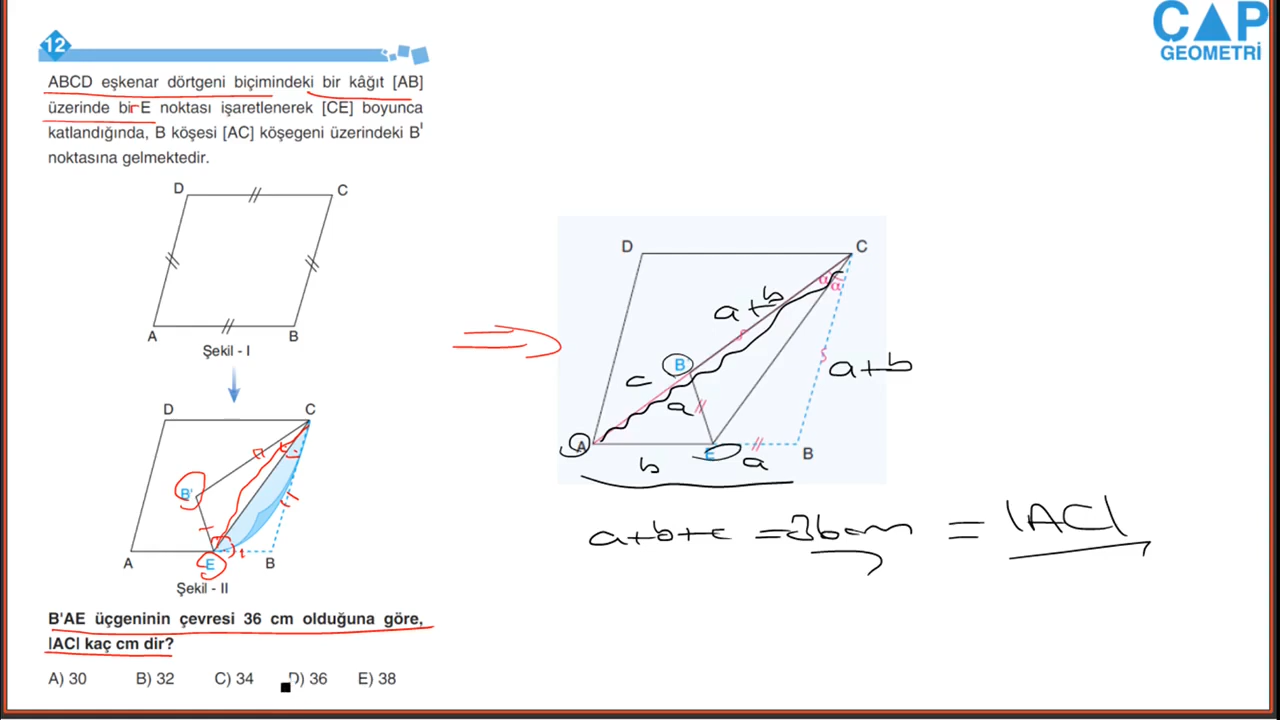 ÇAP
GEOMETRİ
12
ABCD eşkenar dörtgeni biçimindeki bir kâğıt [AB]
üzerinde bir E noktası işaretlenerek [CE] boyunca
katlandığında, B köşesi [AC] köşegeni üzerindeki B'
noktasına gelmektedir.
D C
A B
Şekil - I
D C
B'
A E B
Şekil - II
D C
α α
a+b
B
c
a
a+b
A E B
b a
a+b+c = 36cm = |AC|
B'AE üçgeninin çevresi 36 cm olduğuna göre,
|AC| kaç cm dir?
A) 30 B) 32 C) 34 D) 36 E) 38